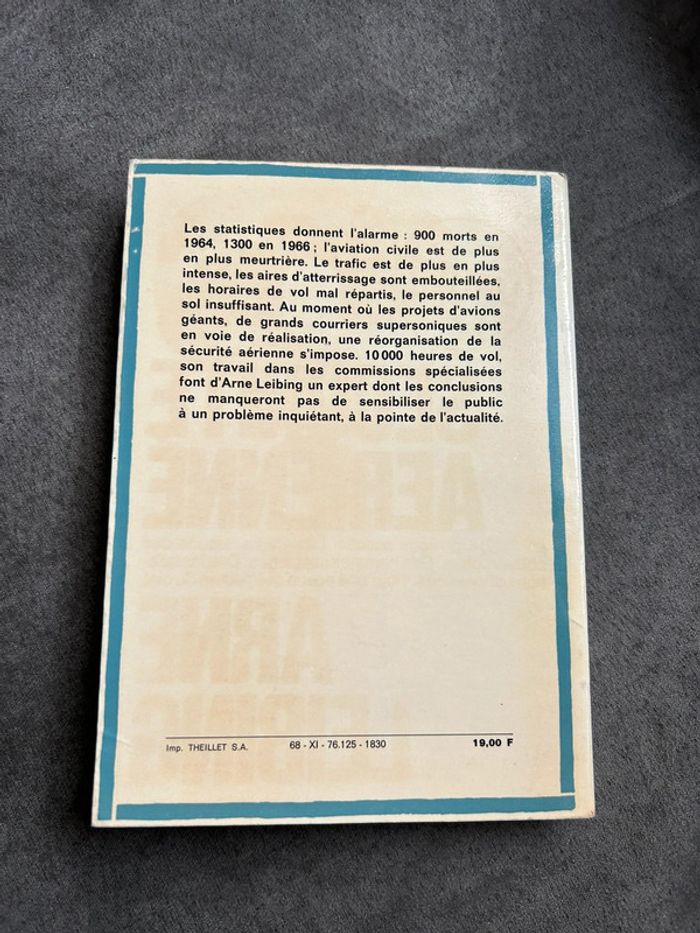 Les statistiques donnent l'alarme : 900 morts en
1964, 1300 en 1966 ; l'aviation civile est de plus
en plus meurtrière. Le trafic est de plus en plus
intense, les aires d'atterrissage sont embouteillées,
les horaires de vol mal répartis, le personnel au
sol insuffisant. Au moment où les projets d'avions
géants, de grands courriers supersoniques sont
en voie de réalisation, une réorganisation de la
sécurité aérienne s'impose. 10 000 heures de vol,
son travail dans les commissions spécialisées
font d'Arne Leibing un expert dont les conclusions
ne manqueront pas de sensibiliser le public
à un problème inquiétant, à la pointe de l'actualité.
Imp. THEILLET S.A. 68 - XI - 76.125 - 1830 19,00 F